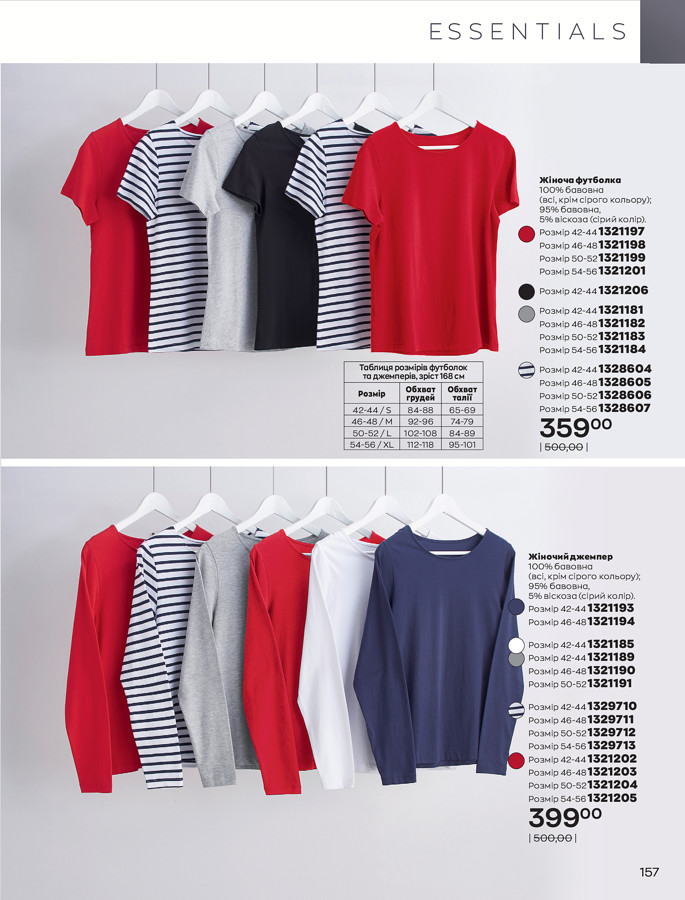 ESSENTIALS
Жіноча футболка
100% бавовна
(всі, крім сірого кольору);
95% бавовна,
5% віскоза (сірий колір).
Розмір 42-44 1321197
Розмір 46-48 1321198
Розмір 50-52 1321199
Розмір 54-56 1321201
Розмір 42-44 1321206
Розмір 42-44 1321181
Розмір 46-48 1321182
Розмір 50-52 1321183
Розмір 54-56 1321184
Розмір 42-44 1328604
Розмір 46-48 1328605
Розмір 50-52 1328606
Розмір 54-56 1328607
359 00
| 500,00 |
Таблиця розмірів футболок
та джемперів, зріст 168 см
Розмір Обхват грудей Обхват талії
42-44 / S 84-88 65-69
46-48 / M 92-96 74-79
50-52 / L 102-108 84-89
54-56 / XL 112-118 95-101
Жіночий джемпер
100% бавовна
(всі, крім сірого кольору);
95% бавовна,
5% віскоза (сірий колір).
Розмір 42-44 1321193
Розмір 46-48 1321194
Розмір 42-44 1321185
Розмір 42-44 1321189
Розмір 46-48 1321190
Розмір 50-52 1321191
Розмір 42-44 1329710
Розмір 46-48 1329711
Розмір 50-52 1329712
Розмір 54-56 1329713
Розмір 42-44 1321202
Розмір 46-48 1321203
Розмір 50-52 1321204
Розмір 54-56 1321205
399 00
| 500,00 |
157